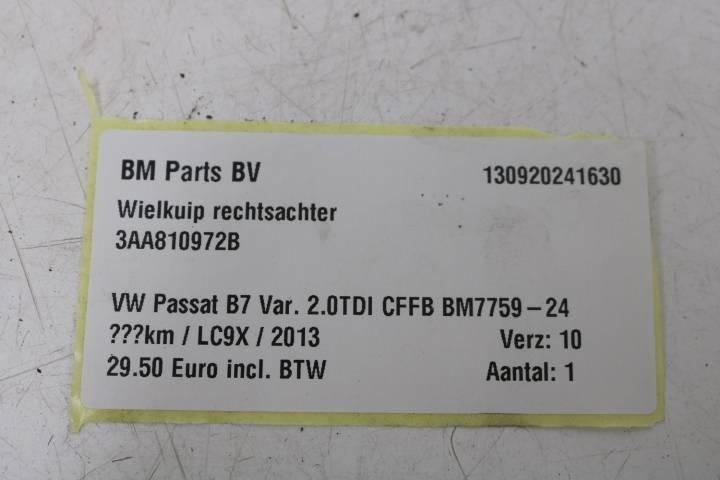 BM Parts BV 130920241630
Wielkuip rechtsachter
3AA810972B
VW Passat B7 Var. 2.0TDI CFFB BM7759-24
???km / LC9X / 2013 Verz: 10
29.50 Euro incl. BTW Aantal: 1